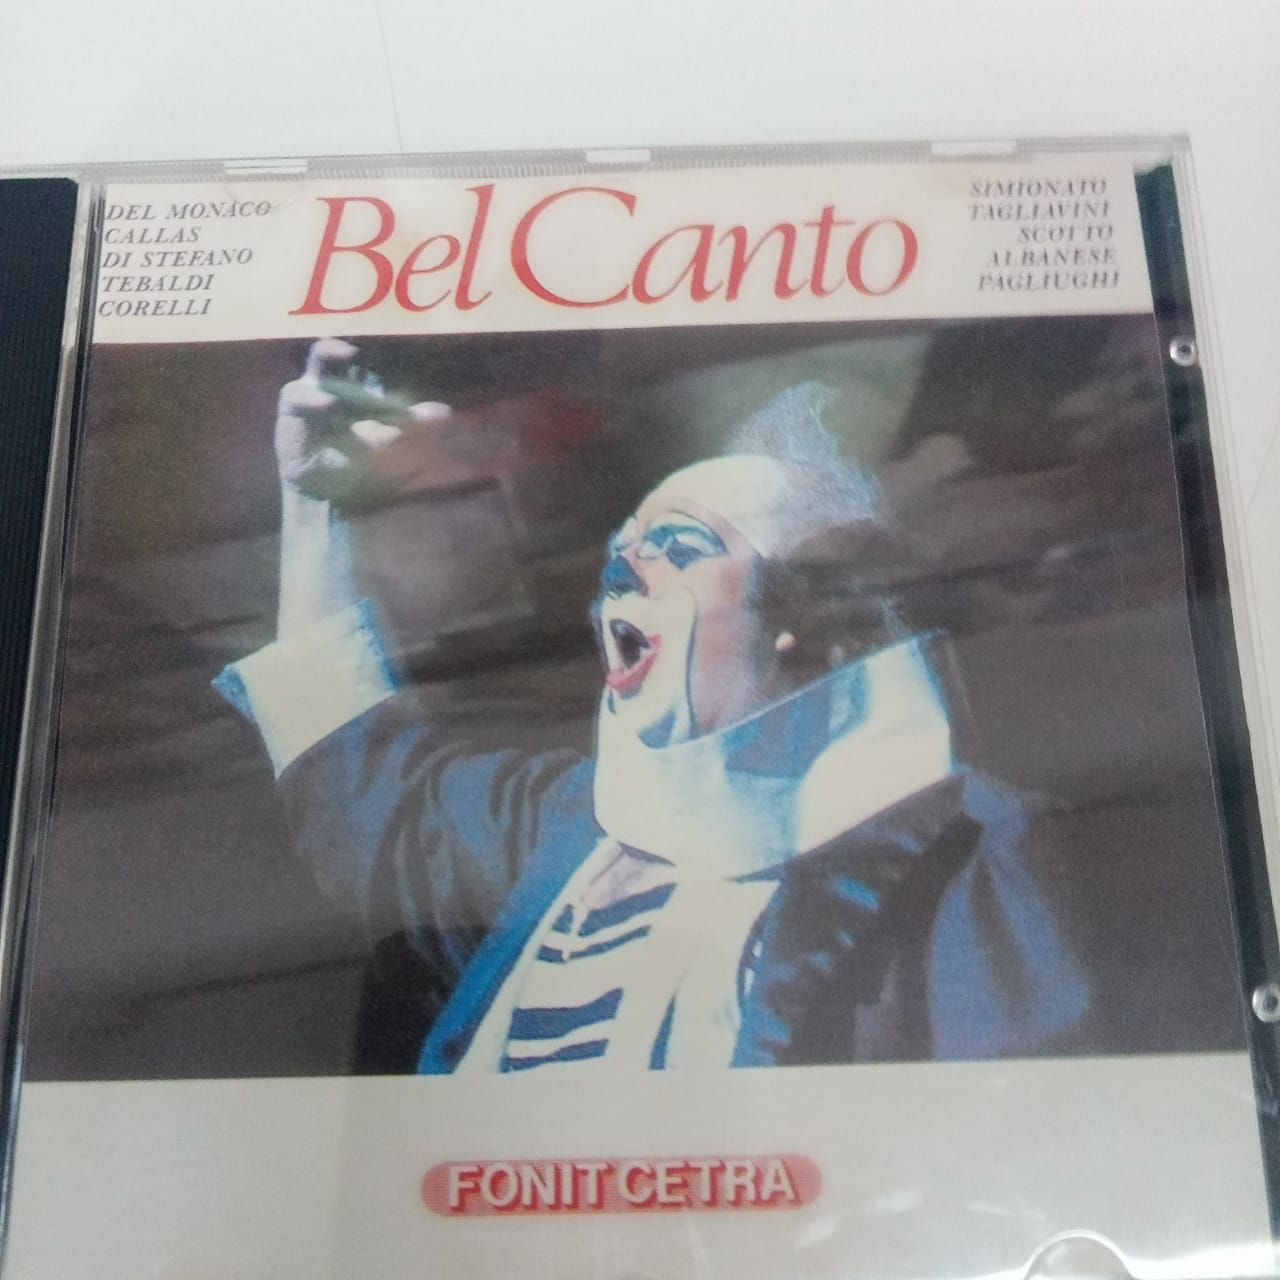 DEL MONACO
CALLAS
DI STEFANO
TEBALDI
CORELLI
Bel Canto
SIMIONATO
TAGLIAVINI
SCOTTO
ALBANESE
PAGLIUGHI
FONIT CETRA